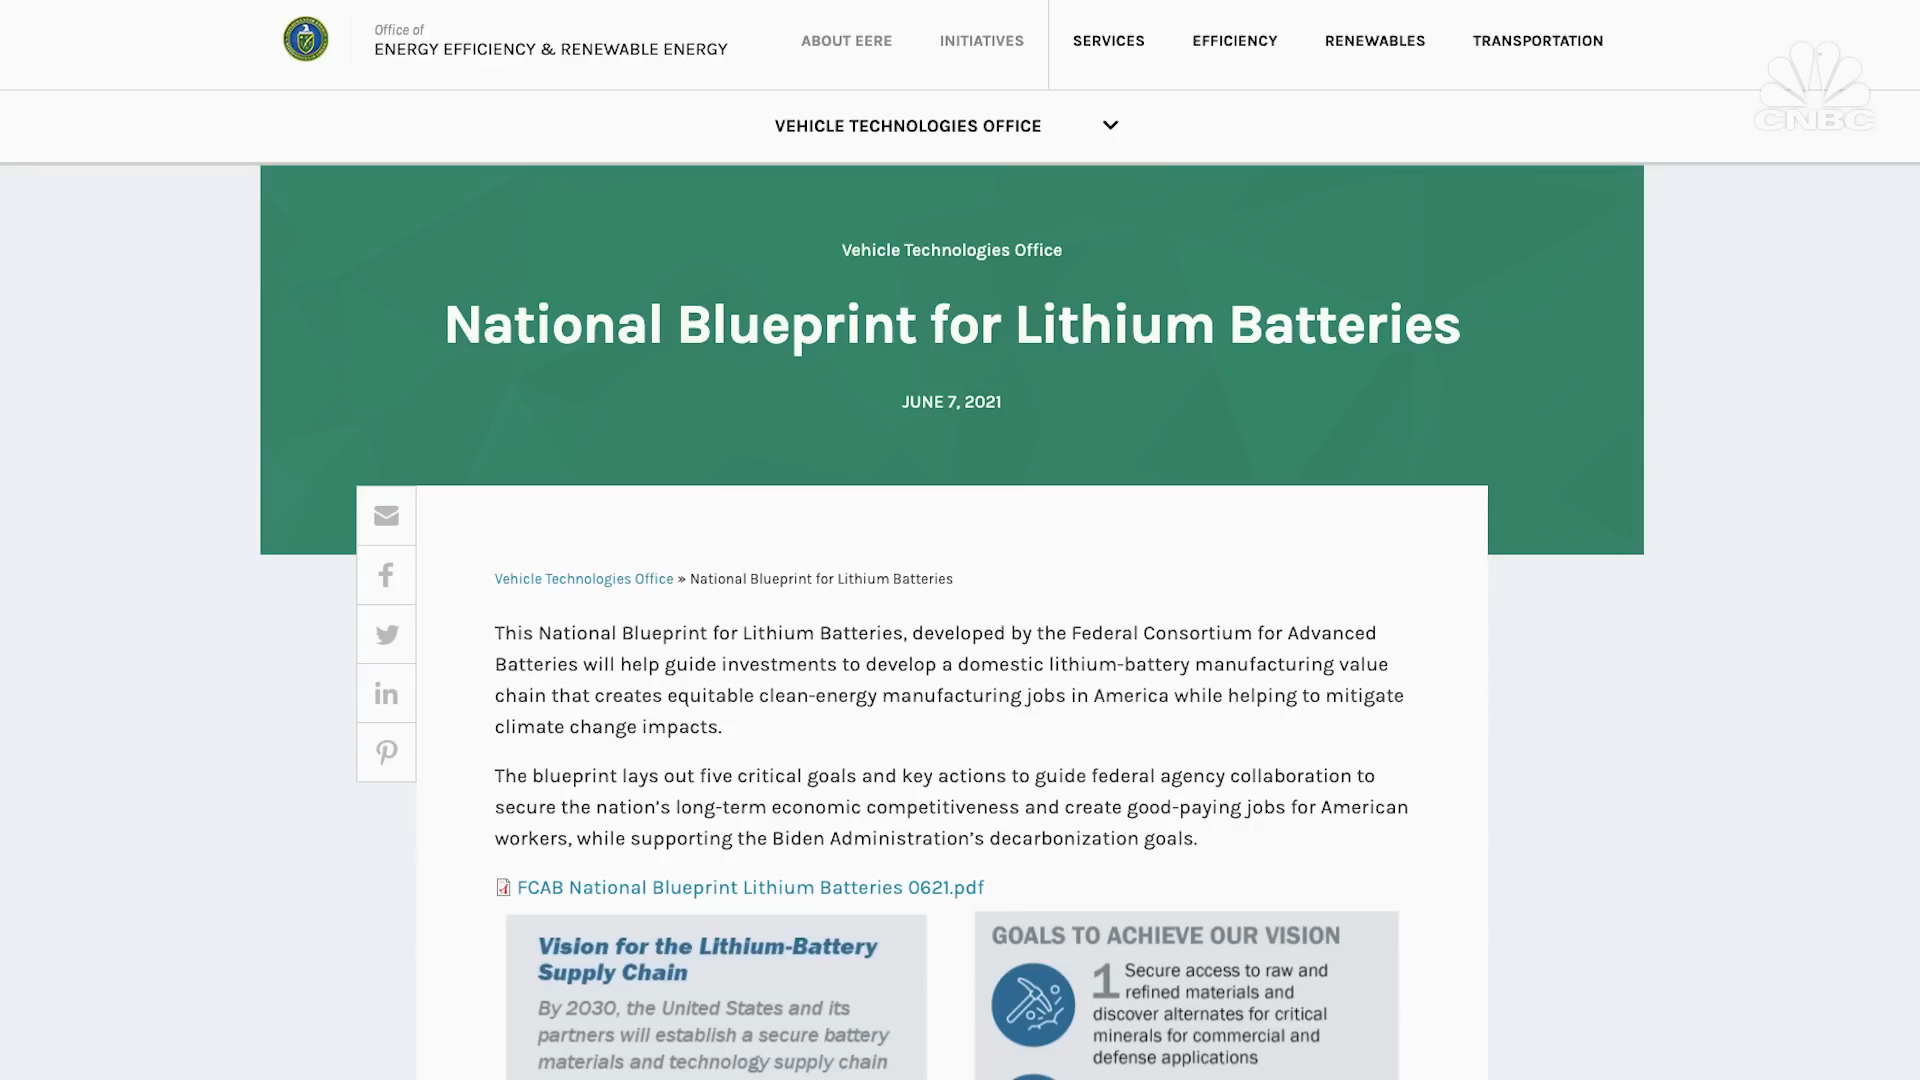 Office of
ENERGY EFFICIENCY & RENEWABLE ENERGY
ABOUT EERE
INITIATIVES
SERVICES
EFFICIENCY
RENEWABLES
TRANSPORTATION
CNBC
VEHICLE TECHNOLOGIES OFFICE
Vehicle Technologies Office
National Blueprint for Lithium Batteries
JUNE 7, 2021
Vehicle Technologies Office » National Blueprint for Lithium Batteries
This National Blueprint for Lithium Batteries, developed by the Federal Consortium for Advanced
Batteries will help guide investments to develop a domestic lithium-battery manufacturing value
chain that creates equitable clean-energy manufacturing jobs in America while helping to mitigate
climate change impacts.
The blueprint lays out five critical goals and key actions to guide federal agency collaboration to
secure the nation's long-term economic competitiveness and create good-paying jobs for American
workers, while supporting the Biden Administration's decarbonization goals.
FCAB National Blueprint Lithium Batteries 0621.pdf
Vision for the Lithium-Battery
Supply Chain
By 2030, the United States and its
partners will establish a secure battery
materials and technology supply chain
GOALS TO ACHIEVE OUR VISION
1 Secure access to raw and
refined materials and
discover alternates for critical
minerals for commercial and
defense applications